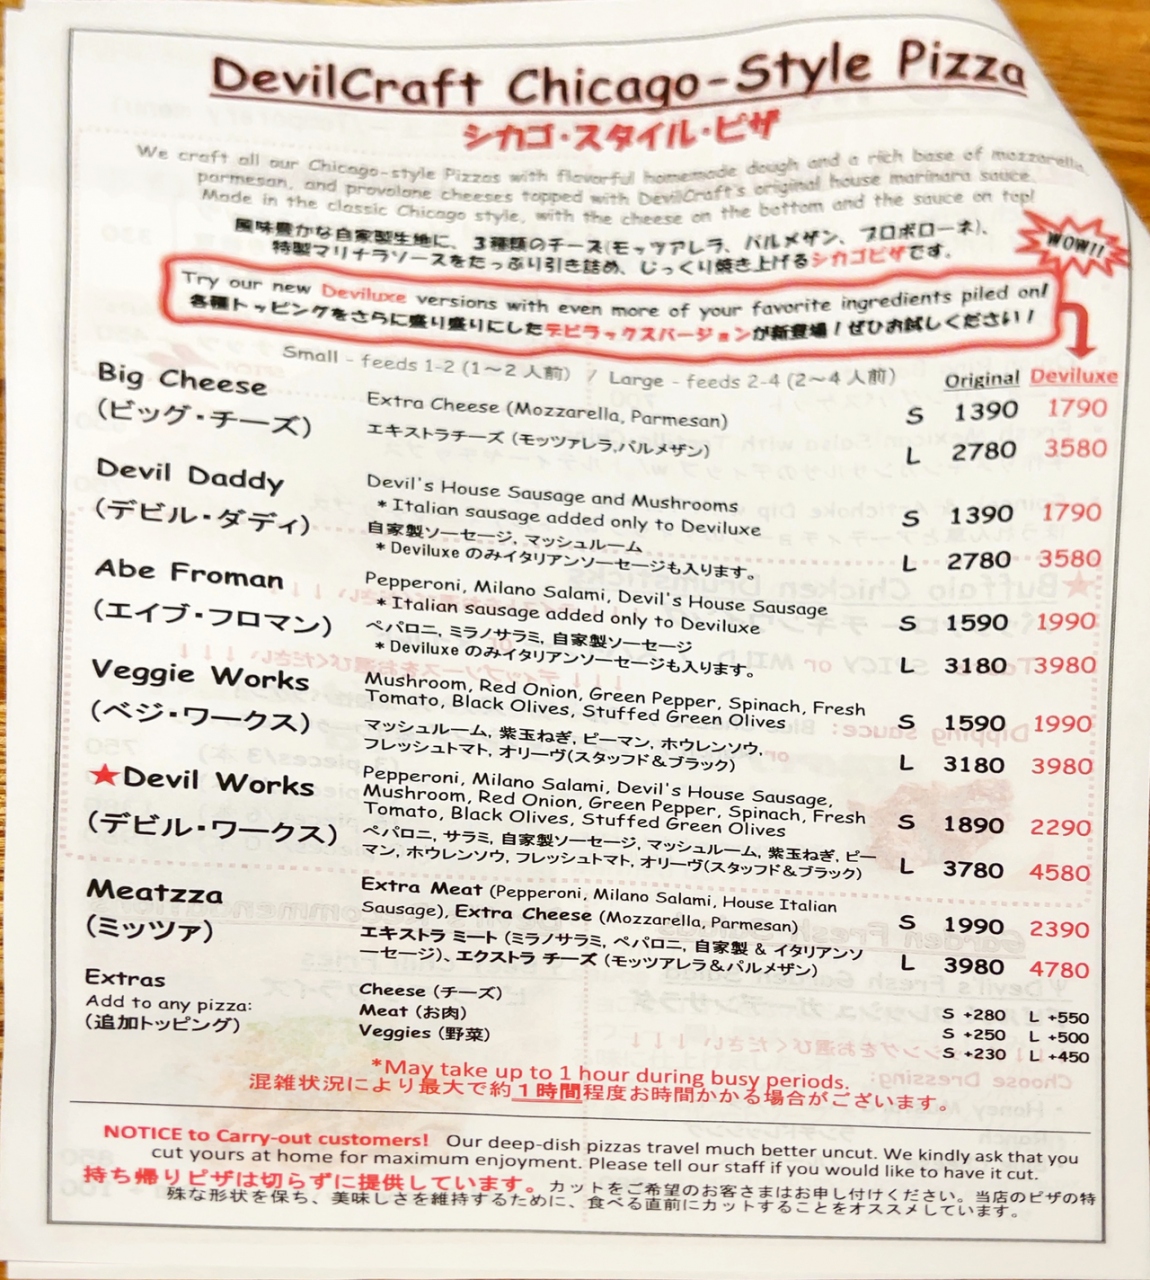 DevilCraft Chicago-Style Pizza
シカゴ・スタイル・ピザ
We craft all our Chicago-style Pizzas with flavorful homemade dough and a rich base of mozzarella,
parmesan, and provolone cheeses topped with DevilCraft's original house marinara sauce.
Made in the classic Chicago style, with the cheese on the bottom and the sauce on top!
風味豊かな自家製生地に、3種類のチーズ(モッツアレラ、パルメザン、プロボローネ)、
特製マリナラソースをたっぷり引き詰め、じっくり焼き上げるシカゴピザです。
WOW!!
Try our new Deviluxe versions with even more of your favorite ingredients piled on!
各種トッピングをさらに盛り盛りにしたデビラックスバージョンが新登場！ぜひお試しください！
Small - feeds 1-2 (1～2 人前) / Large - feeds 2-4 (2～4 人前)
Original Deviluxe
Big Cheese
(ビッグ・チーズ)
Extra Cheese (Mozzarella, Parmesan)
エキストラチーズ (モッツァレラ,パルメザン)
S 1390 1790
L 2780 3580
Devil Daddy
(デビル・ダディ)
Devil's House Sausage and Mushrooms
*Italian sausage added only to Deviluxe
自家製ソーセージ, マッシュルーム
*Deviluxe のみイタリアンソーセージも入ります。
S 1390 1790
L 2780 3580
Abe Froman
(エイブ・フロマン)
Pepperoni, Milano Salami, Devil's House Sausage
*Italian sausage added only to Deviluxe
ペパロニ, ミラノサラミ, 自家製ソーセージ
*Deviluxe のみイタリアンソーセージも入ります。
S 1590 1990
L 3180 3980
Veggie Works
(ベジ・ワークス)
Mushroom, Red Onion, Green Pepper, Spinach, Fresh
Tomato, Black Olives, Stuffed Green Olives
マッシュルーム, 紫玉ねぎ, ピーマン, ホウレンソウ,
フレッシュトマト, オリーヴ(スタッフド＆ブラック)
S 1590 1990
L 3180 3980
★Devil Works
(デビル・ワークス)
Pepperoni, Milano Salami, Devil's House Sausage,
Mushroom, Red Onion, Green Pepper, Spinach, Fresh
Tomato, Black Olives, Stuffed Green Olives
ペパロニ, サラミ, 自家製ソーセージ, マッシュルーム, 紫玉ねぎ, ピー
マン, ホウレンソウ, フレッシュトマト, オリーヴ(スタッフド＆ブラック)
S 1890 2290
L 3780 4580
Meatzza
(ミッツァ)
Extra Meat (Pepperoni, Milano Salami, House Italian
Sausage), Extra Cheese (Mozzarella, Parmesan)
エキストラ ミート (ミラノサラミ, ペパロニ, 自家製 & イタリアンソ
ーセージ)、エクストラ チーズ (モッツアレラ&パルメザン)
S 1990 2390
L 3980 4780
Extras
Add to any pizza:
(追加トッピング)
Cheese (チーズ)
Meat (お肉)
Veggies (野菜)
S +280 L +550
S +250 L +500
S +230 L +450
*May take up to 1 hour during busy periods.
混雑状況により最大で約１時間程度お時間かかる場合がございます。
NOTICE to Carry-out customers! Our deep-dish pizzas travel much better uncut. We kindly ask that you
cut yours at home for maximum enjoyment. Please tell our staff if you would like to have it cut.
持ち帰りピザは切らずに提供しています。カットをご希望のお客さまはお申し付けください。当店のピザの特
殊な形状を保ち、美味しさを維持するために、食べる直前にカットすることをオススメしています。